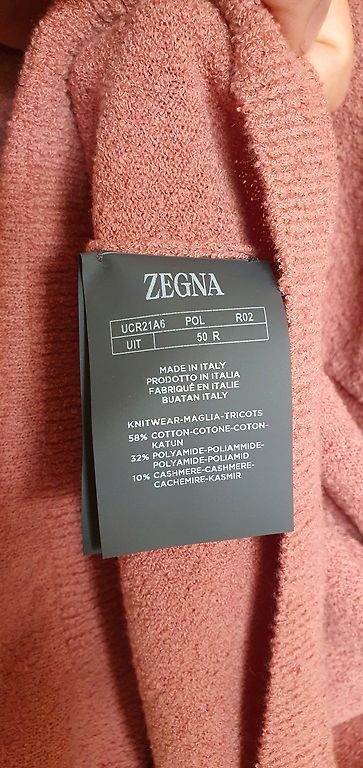 ZEGNA
UCR21A6 POL R02
UIT 50 R
MADE IN ITALY
PRODOTTO IN ITALIA
FABRIQUÉ EN ITALIE
BUATAN ITALY
KNITWEAR-MAGLIA-TRICOTS
58% COTTON-COTONE-COTON-
KATUN
32% POLYAMIDE-POLIAMMIDE-
POLYAMIDE-POLIAMID
10% CASHMERE-CASHMERE-
CACHEMIRE-KASMIR